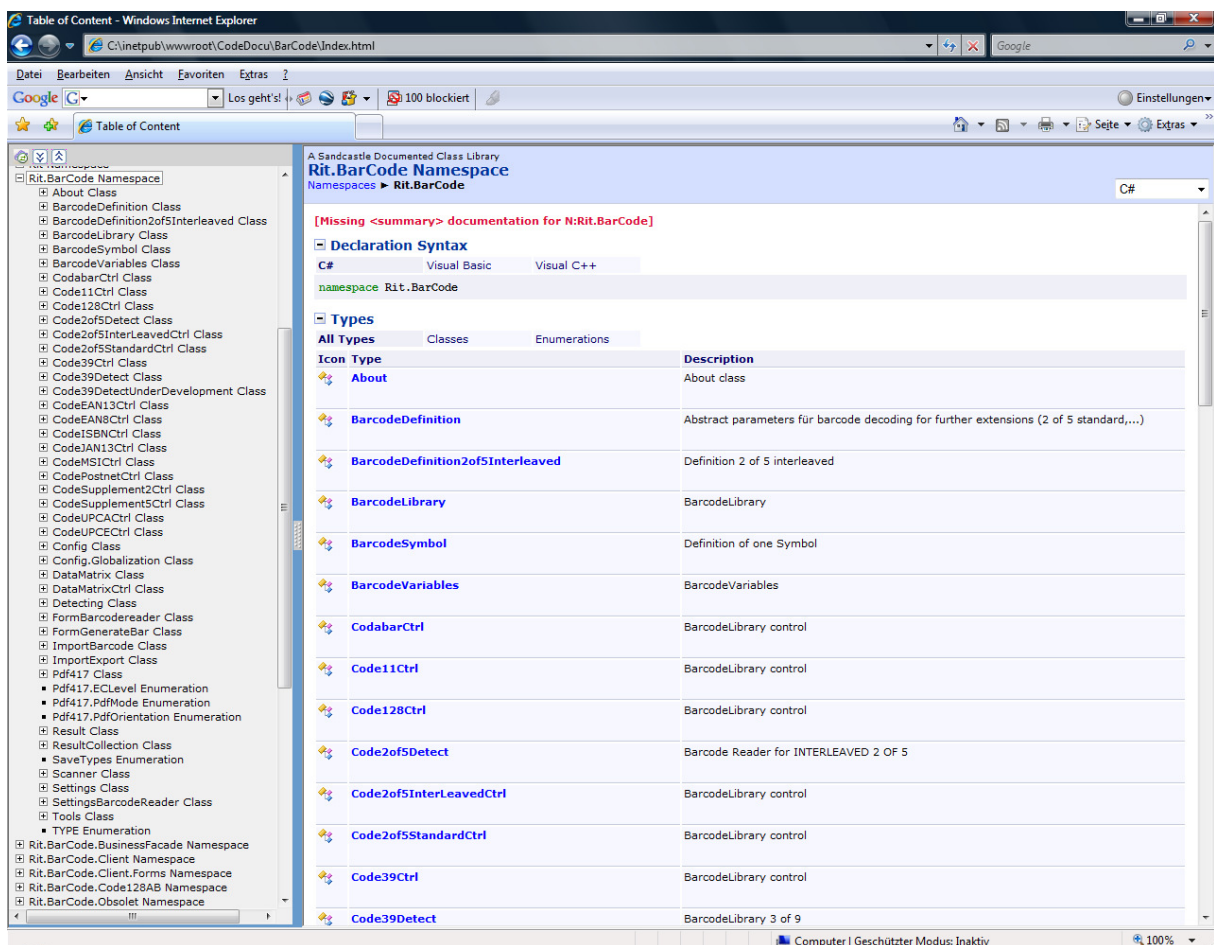 Table of Content - Windows Internet Explorer
C:\inetpub\wwwroot\CodeDocu\BarCode\Index.html
Google
Datei Bearbeiten Ansicht Favoriten Extras ?
Google G Los geht's! 100 blockiert Einstellungen
Table of Content Seite Extras
Rit.BarCode Namespace
About Class
BarcodeDefinition Class
BarcodeDefinition2of5Interleaved Class
BarcodeLibrary Class
BarcodeSymbol Class
BarcodeVariables Class
CodabarCtrl Class
Code11Ctrl Class
Code128Ctrl Class
Code2of5Detect Class
Code2of5InterLeavedCtrl Class
Code2of5StandardCtrl Class
Code39Ctrl Class
Code39Detect Class
Code39DetectUnderDevelopment Class
CodeEAN13Ctrl Class
CodeEAN8Ctrl Class
CodeISBNCtrl Class
CodeJAN13Ctrl Class
CodeMSICtrl Class
CodePostnetCtrl Class
CodeSupplement2Ctrl Class
CodeSupplement5Ctrl Class
CodeUPCACtrl Class
CodeUPCECtrl Class
Config Class
Config.Globalization Class
DataMatrix Class
DataMatrixCtrl Class
Detecting Class
FormBarcodereader Class
FormGenerateBar Class
ImportBarcode Class
ImportExport Class
Pdf417 Class
Pdf417.ECLevel Enumeration
Pdf417.PdfMode Enumeration
Pdf417.PdfOrientation Enumeration
Result Class
ResultCollection Class
SaveTypes Enumeration
Scanner Class
Settings Class
SettingsBarcodeReader Class
Tools Class
TYPE Enumeration
Rit.BarCode.BusinessFacade Namespace
Rit.BarCode.Client Namespace
Rit.BarCode.Client.Forms Namespace
Rit.BarCode.Code128AB Namespace
Rit.BarCode.Obsolet Namespace
A Sandcastle Documented Class Library
Rit.BarCode Namespace
Namespaces ► Rit.BarCode
C#
[Missing <summary> documentation for N:Rit.BarCode]
Declaration Syntax
C# Visual Basic Visual C++
namespace Rit.BarCode
Types
All Types Classes Enumerations
Icon Type Description
About About class
BarcodeDefinition Abstract parameters für barcode decoding for further extensions (2 of 5 standard,...)
BarcodeDefinition2of5Interleaved Definition 2 of 5 interleaved
BarcodeLibrary BarcodeLibrary
BarcodeSymbol Definition of one Symbol
BarcodeVariables BarcodeVariables
CodabarCtrl BarcodeLibrary control
Code11Ctrl BarcodeLibrary control
Code128Ctrl BarcodeLibrary control
Code2of5Detect Barcode Reader for INTERLEAVED 2 OF 5
Code2of5InterLeavedCtrl BarcodeLibrary control
Code2of5StandardCtrl BarcodeLibrary control
Code39Ctrl BarcodeLibrary control
Code39Detect BarcodeLibrary 3 of 9
Computer | Geschützter Modus: Inaktiv 100%